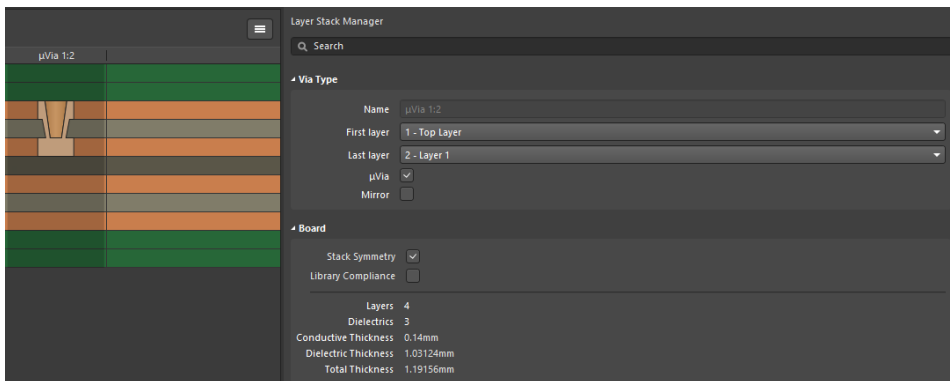 Layer Stack Manager
Search
µVia 1:2
Via Type
Name µVia 1:2
First layer 1 - Top Layer
Last layer 2 - Layer 1
µVia
Mirror
Board
Stack Symmetry
Library Compliance
Layers 4
Dielectrics 3
Conductive Thickness 0.14mm
Dielectric Thickness 1.03124mm
Total Thickness 1.19156mm